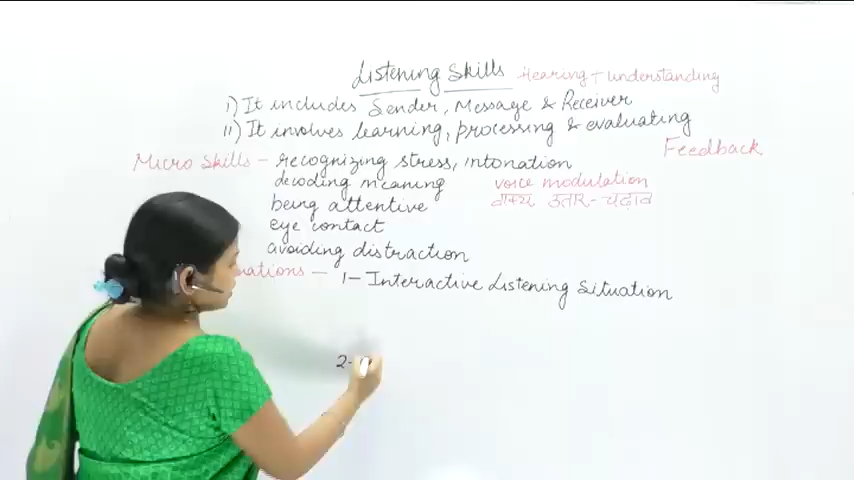 Listening Skills Hearing + understanding
i) It includes Sender, Message & Receiver
ii) It involves learning, processing & evaluating
Feedback
Micro Skills - recognizing stress, intonation
decoding meaning voice modulation
being attentive वाक्य उतार-चढाव
eye contact
avoiding distraction
1- Interactive Listening Situation
2-